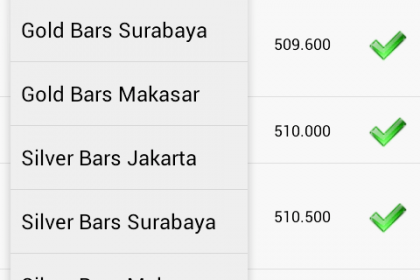 Gold Bars Surabaya
509.600
Gold Bars Makasar
510.000
Silver Bars Jakarta
Silver Bars Surabaya
510.500